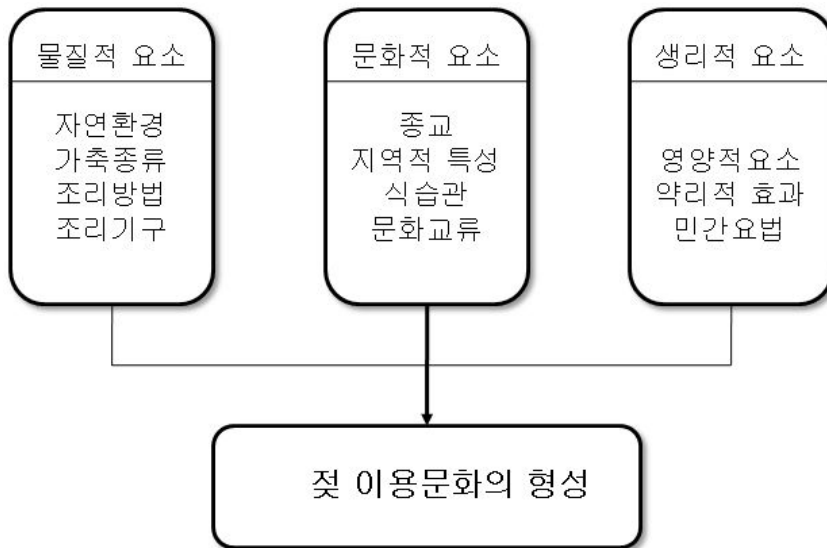 물질적 요소
자연환경
가축종류
조리방법
조리기구
문화적 요소
종교
지역적 특성
식습관
문화교류
생리적 요소
영양적요소
약리적 효과
민간요법
젖 이용문화의 형성